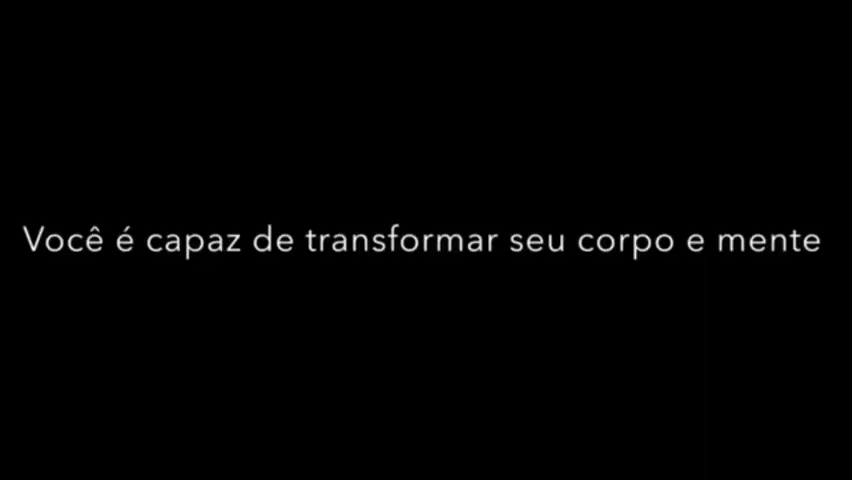 Você é capaz de transformar seu corpo e mente